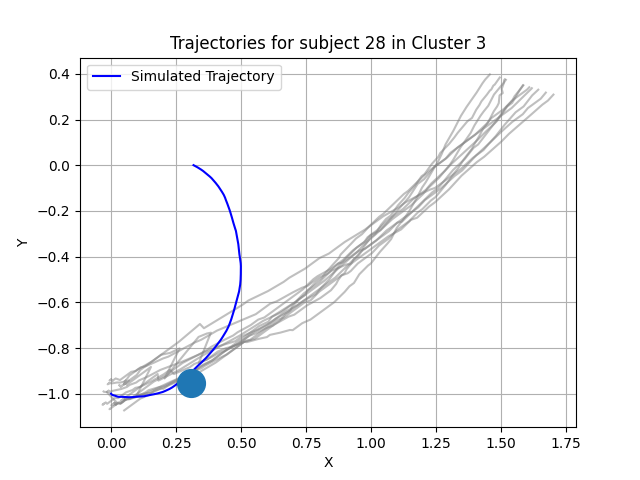 Trajectories for subject 28 in Cluster 3
Simulated Trajectory
0.4
0.2
0.0
−0.2
−0.4
−0.6
−0.8
−1.0
Y
0.00 0.25 0.50 0.75 1.00 1.25 1.50 1.75
X